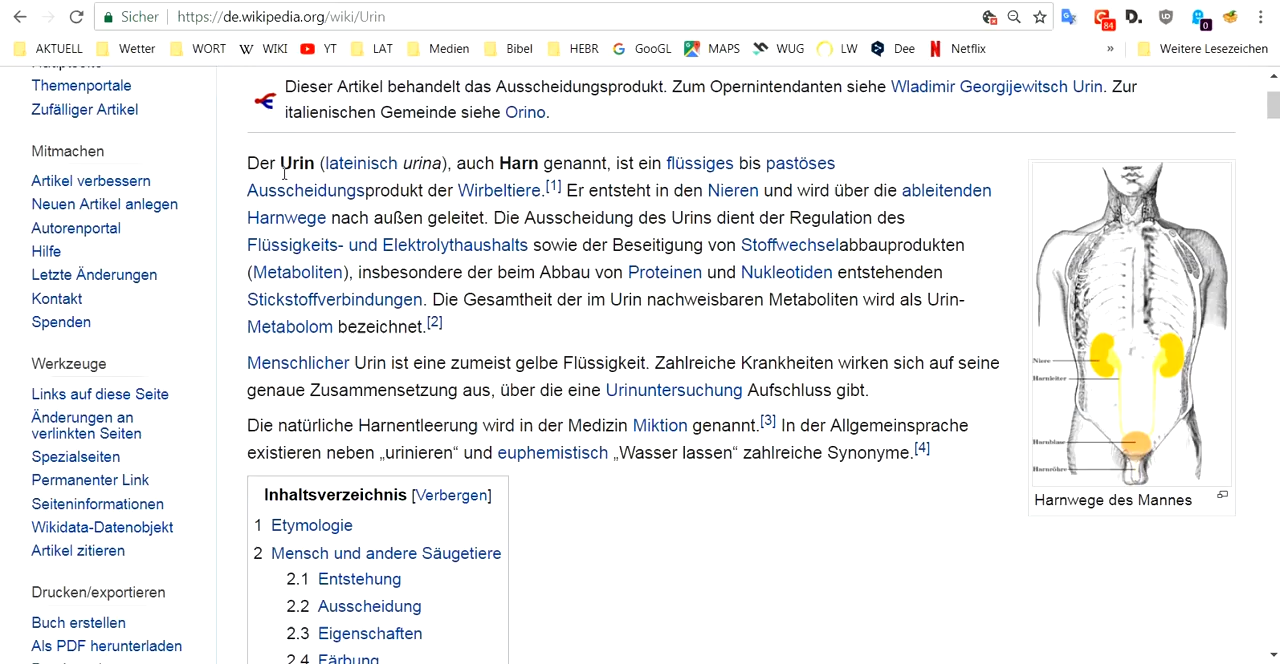 Sicher https://de.wikipedia.org/wiki/Urin
84 D. UD 0
AKTUELL Wetter WORT W WIKI YT LAT Medien Bibel HEBR G GooGL MAPS WUG LW Dee N Netflix » Weitere Lesezeichen
Hauptseite
Themenportale
Zufälliger Artikel
Mitmachen
Artikel verbessern
Neuen Artikel anlegen
Autorenportal
Hilfe
Letzte Änderungen
Kontakt
Spenden
Werkzeuge
Links auf diese Seite
Änderungen an
verlinkten Seiten
Spezialseiten
Permanenter Link
Seiteninformationen
Wikidata-Datenobjekt
Artikel zitieren
Drucken/exportieren
Buch erstellen
Als PDF herunterladen
Dieser Artikel behandelt das Ausscheidungsprodukt. Zum Opernintendanten siehe Wladimir Georgijewitsch Urin. Zur
italienischen Gemeinde siehe Orino.
Der Urin (lateinisch urina), auch Harn genannt, ist ein flüssiges bis pastöses
Ausscheidungsprodukt der Wirbeltiere.[1] Er entsteht in den Nieren und wird über die ableitenden
Harnwege nach außen geleitet. Die Ausscheidung des Urins dient der Regulation des
Flüssigkeits- und Elektrolythaushalts sowie der Beseitigung von Stoffwechselabbauprodukten
(Metaboliten), insbesondere der beim Abbau von Proteinen und Nukleotiden entstehenden
Stickstoffverbindungen. Die Gesamtheit der im Urin nachweisbaren Metaboliten wird als Urin-
Metabolom bezeichnet.[2]
Menschlicher Urin ist eine zumeist gelbe Flüssigkeit. Zahlreiche Krankheiten wirken sich auf seine
genaue Zusammensetzung aus, über die eine Urinuntersuchung Aufschluss gibt.
Die natürliche Harnentleerung wird in der Medizin Miktion genannt.[3] In der Allgemeinsprache
existieren neben „urinieren“ und euphemistisch „Wasser lassen“ zahlreiche Synonyme.[4]
Inhaltsverzeichnis [Verbergen]
1 Etymologie
2 Mensch und andere Säugetiere
2.1 Entstehung
2.2 Ausscheidung
2.3 Eigenschaften
2.4 Färbung
Niere
Harnleiter
Harnblase
Harnröhre
Harnwege des Mannes